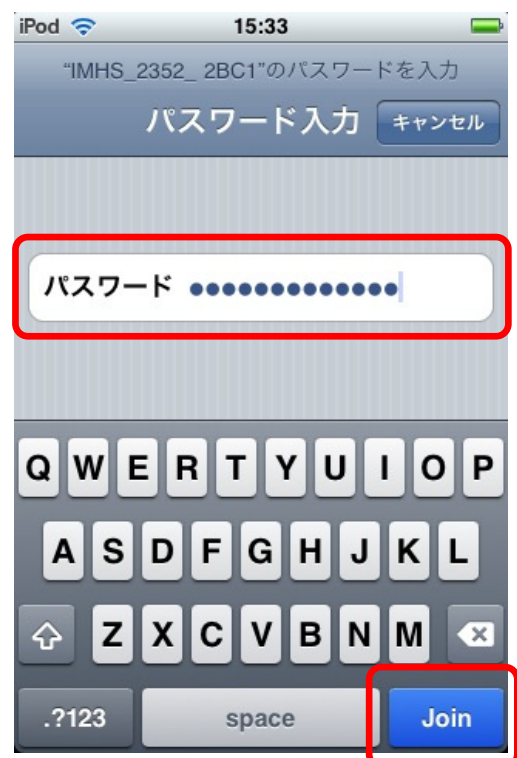 iPod 15:33
“IMHS_2352_ 2BC1”のパスワードを入力
パスワード入力 キャンセル
パスワード ●●●●●●●●●●●●●
Q W E R T Y U I O P
A S D F G H J K L
Z X C V B N M
.?123 space Join